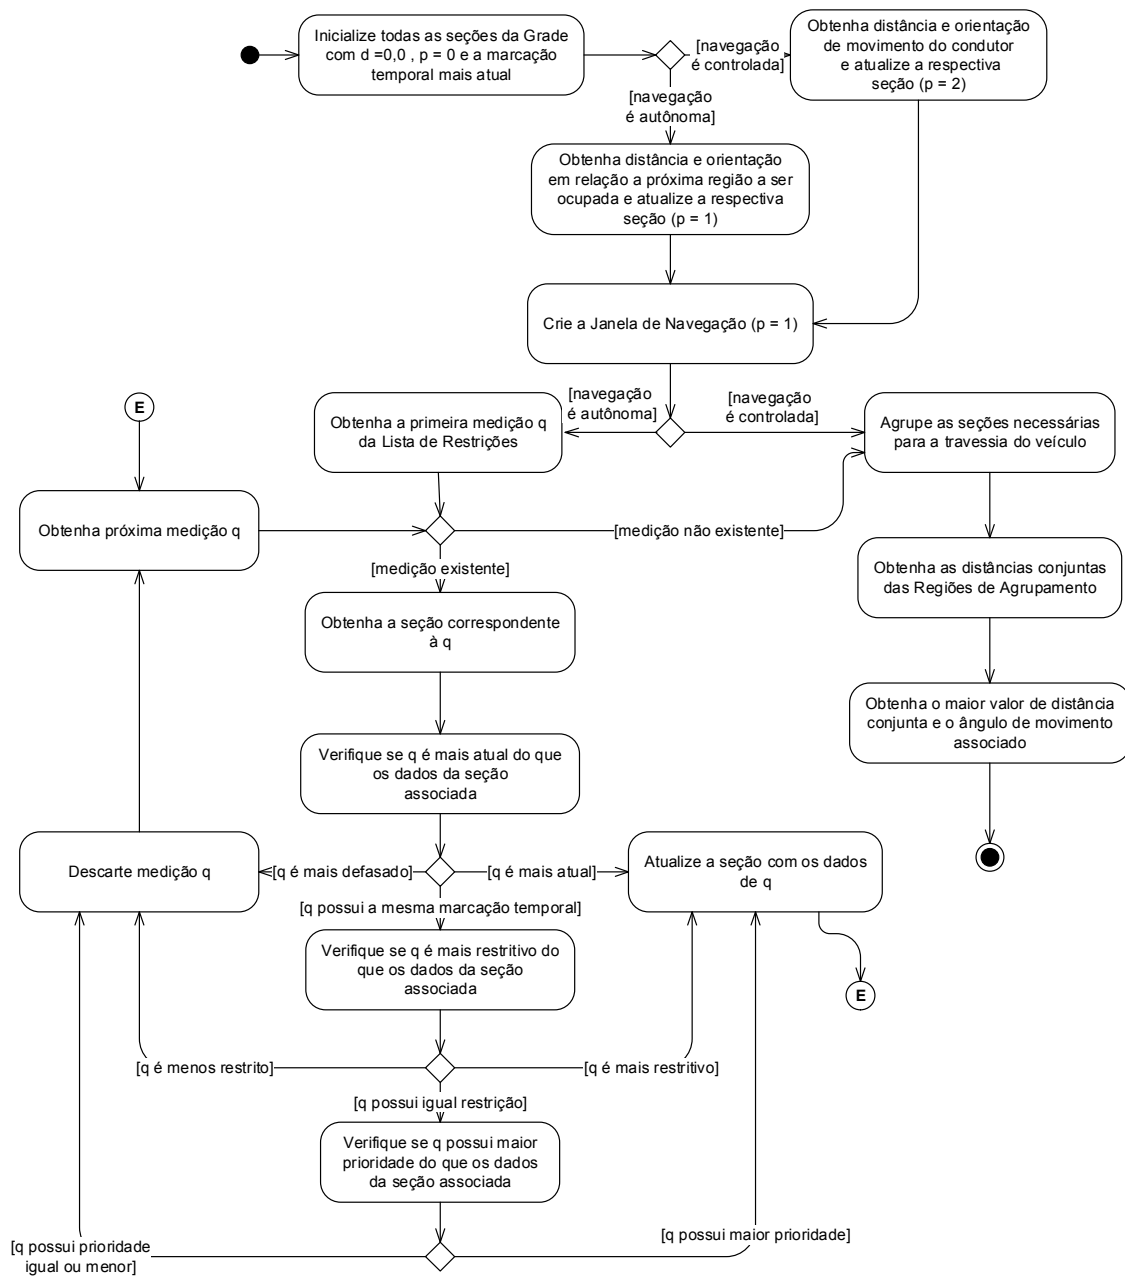 Inicialize todas as seções da Grade
com d =0,0 , p = 0 e a marcação
temporal mais atual
[navegação
é controlada]
Obtenha distância e orientação
de movimento do condutor
e atualize a respectiva
seção (p = 2)
[navegação
é autônoma]
Obtenha distância e orientação
em relação a próxima região a ser
ocupada e atualize a respectiva
seção (p = 1)
Crie a Janela de Navegação (p = 1)
[navegação
é autônoma]
[navegação
é controlada]
E
Obtenha a primeira medição q
da Lista de Restrições
Agrupe as seções necessárias
para a travessia do veículo
Obtenha próxima medição q
[medição não existente]
[medição existente]
Obtenha as distâncias conjuntas
das Regiões de Agrupamento
Obtenha a seção correspondente
à q
Obtenha o maior valor de distância
conjunta e o ângulo de movimento
associado
Verifique se q é mais atual do que
os dados da seção
associada
Descarte medição q
[q é mais defasado]
[q é mais atual]
Atualize a seção com os dados
de q
[q possui a mesma marcação temporal]
Verifique se q é mais restritivo do
que os dados da seção
associada
E
[q é menos restrito]
[q é mais restritivo]
[q possui igual restrição]
Verifique se q possui maior
prioridade do que os dados
da seção associada
[q possui prioridade
igual ou menor]
[q possui maior prioridade]